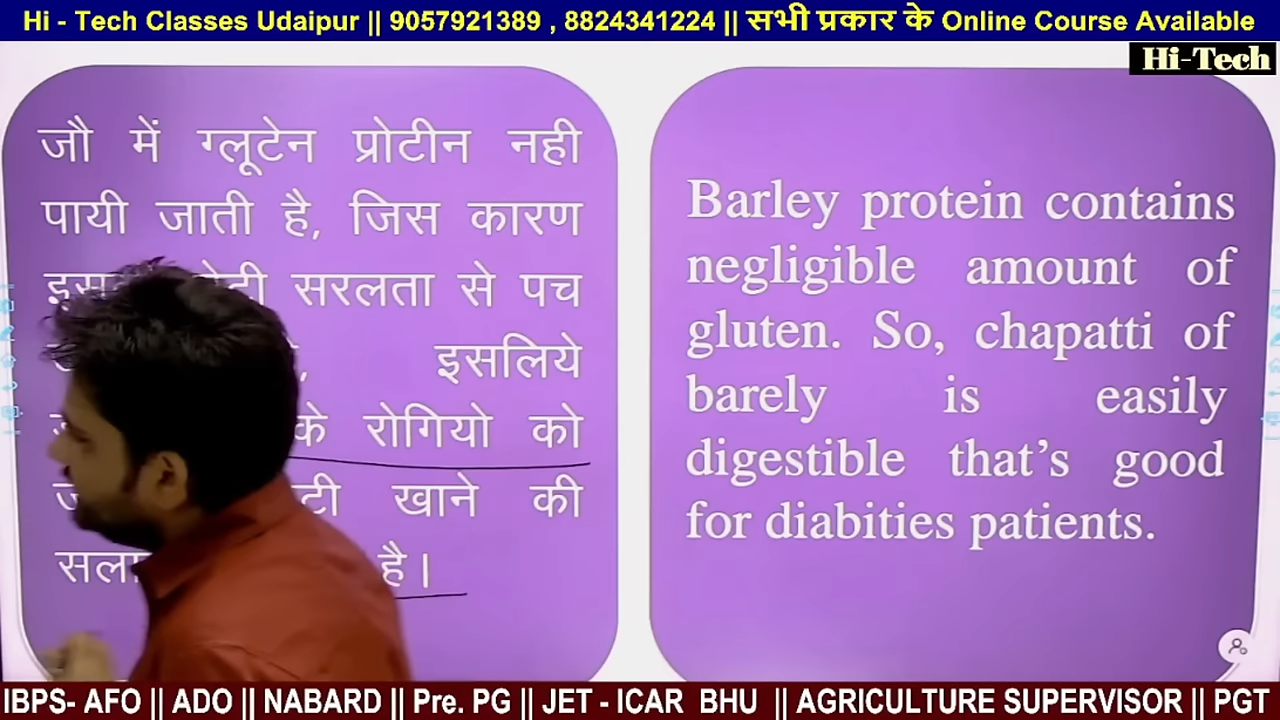 Hi - Tech Classes Udaipur || 9057921389 , 8824341224 || सभी प्रकार के Online Course Available
Hi-Tech
जौ में ग्लूटेन प्रोटीन नही
पायी जाती है, जिस कारण
सरलता से पच
इसलिये
के रोगियो को
खाने की
है।
Barley protein contains
negligible amount of
gluten. So, chapatti of
barely is easily
digestible that's good
for diabities patients.
IBPS- AFO || ADO || NABARD || Pre. PG || JET - ICAR BHU || AGRICULTURE SUPERVISOR || PGT